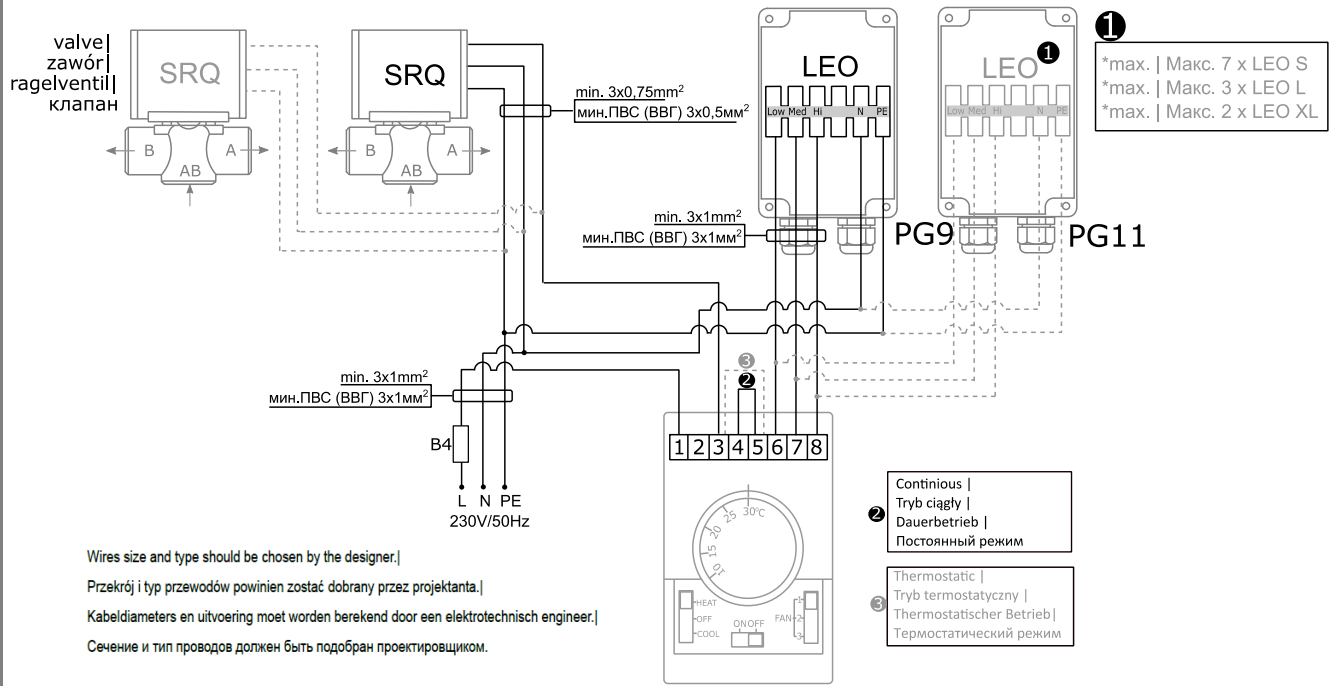 valve|
zawór|
ragelventil|
клапан
SRQ
SRQ
B
A
AB
B
A
AB
min. 3x0,75mm²
мин.ПВС (ВВГ) 3x0,5мм²
LEO
Low Med Hi N PE
LEO 1
Low Med Hi N PE
1
*max. | Макс. 7 x LEO S
*max. | Макс. 3 x LEO L
*max. | Макс. 2 x LEO XL
min. 3x1mm²
мин.ПВС (ВВГ) 3x1мм²
PG9
PG11
min. 3x1mm²
мин.ПВС (ВВГ) 3x1мм²
B4
L N PE
230V/50Hz
3
2
1 2 3 4 5 6 7 8
10 15 20 25 30°C
HEAT
OFF
COOL
ON OFF
FAN
1
2
3
2
Continious |
Tryb ciągły |
Dauerbetrieb |
Постоянный режим
3
Thermostatic |
Tryb termostatyczny |
Thermostatischer Betrieb|
Термостатический режим
Wires size and type should be chosen by the designer.|
Przekrój i typ przewodów powinien zostać dobrany przez projektanta.|
Kabeldiameters en uitvoering moet worden berekend door een elektrotechnisch engineer.|
Сечение и тип проводов должен быть подобран проектировщиком.